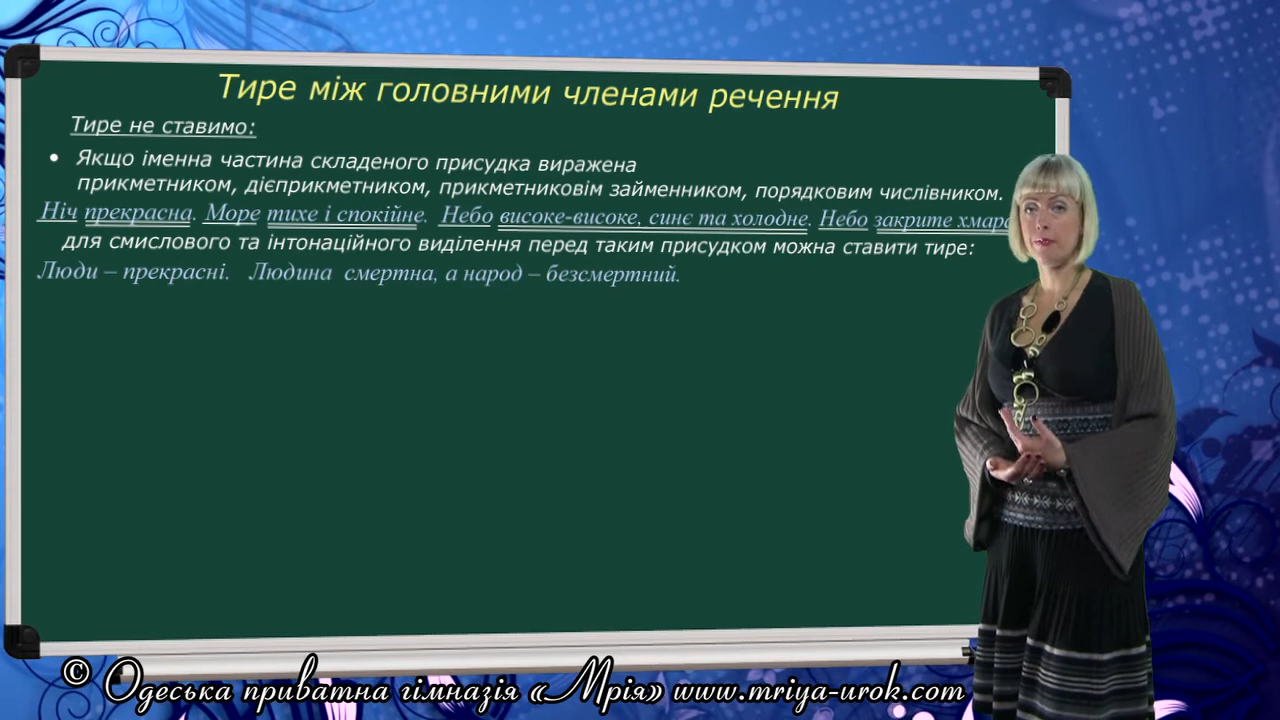 Тире між головними членами речення
Тире не ставимо:
• Якщо іменна частина складеного присудка виражена
прикметником, дієприкметником, прикметниковім займенником, порядковим числівником.
Ніч прекрасна. Море тихе і спокійне. Небо високе-високе, синє та холодне. Небо закрите
для смислового та інтонаційного виділення перед таким присудком можна ставити тире:
Люди – прекрасні. Людина смертна, а народ – безсмертний.
© Одеська приватна гімназія «Мрія» www.mriya-urok.com